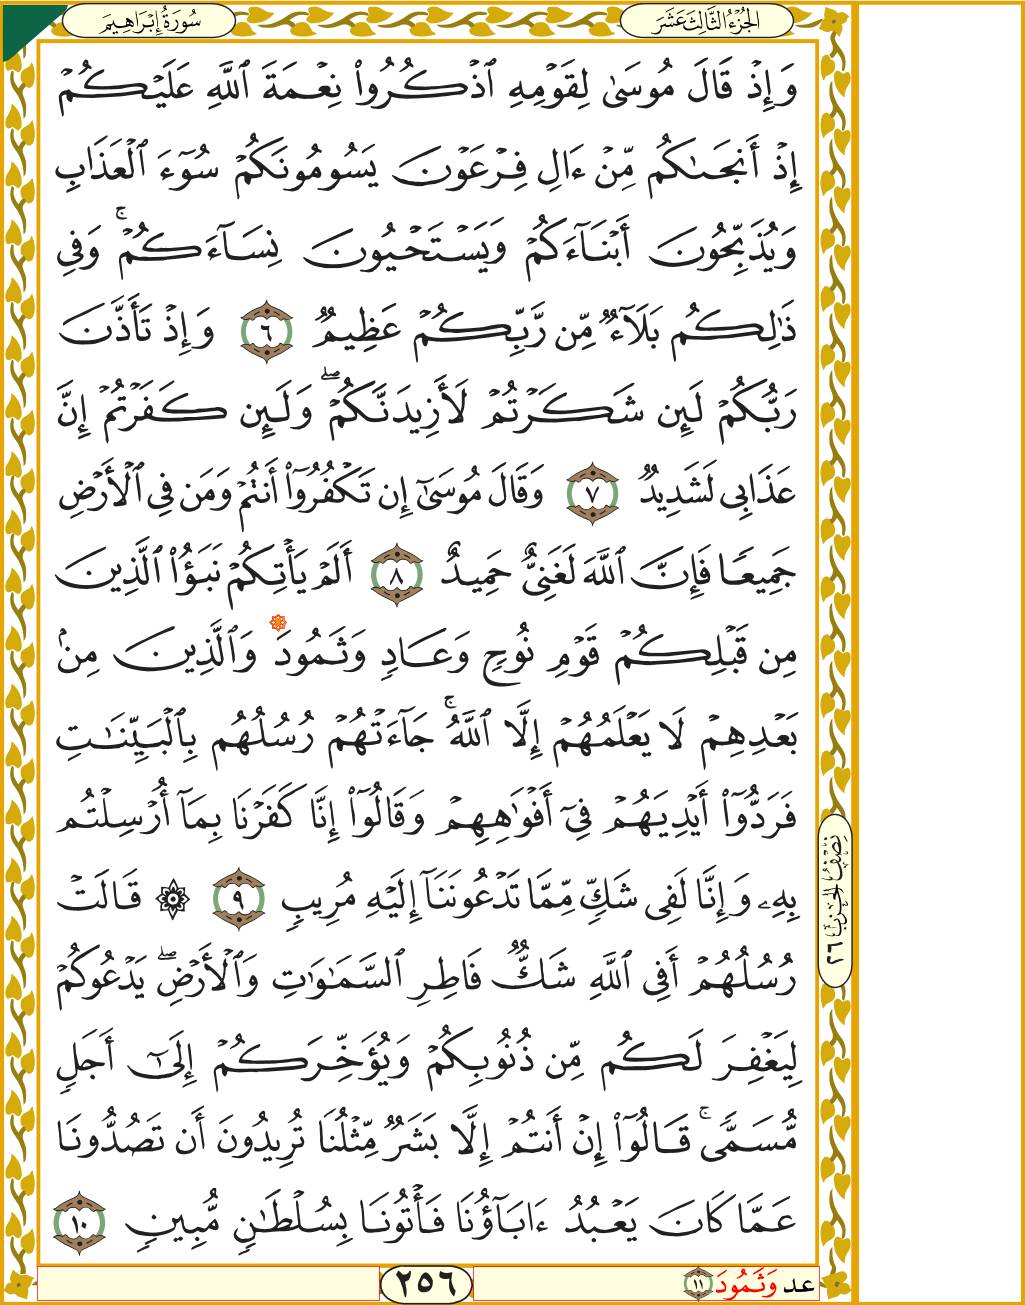 الجُزْءُ الثَّالِثَ عَشَرَ
سُورَةُ إِبْرَاهِيمَ
وَإِذْ قَالَ مُوسَىٰ لِقَوْمِهِ ٱذْكُرُوا۟ نِعْمَةَ ٱللَّهِ عَلَيْكُمْ
إِذْ أَنجَىٰكُم مِّنْ ءَالِ فِرْعَوْنَ يَسُومُونَكُمْ سُوٓءَ ٱلْعَذَابِ
وَيُذَبِّحُونَ أَبْنَآءَكُمْ وَيَسْتَحْيُونَ نِسَآءَكُمْ ۚ وَفِى
ذَٰلِكُم بَلَآءٌ مِّن رَّبِّكُمْ عَظِيمٌ ٦ وَإِذْ تَأَذَّنَ
رَبُّكُمْ لَئِن شَكَرْتُمْ لَأَزِيدَنَّكُمْ ۖ وَلَئِن كَفَرْتُمْ إِنَّ
عَذَابِى لَشَدِيدٌ ٧ وَقَالَ مُوسَىٰٓ إِن تَكْفُرُوٓا۟ أَنتُمْ وَمَن فِى ٱلْأَرْضِ
جَمِيعًا فَإِنَّ ٱللَّهَ لَغَنِىٌّ حَمِيدٌ ٨ أَلَمْ يَأْتِكُمْ نَبَؤُا۟ ٱلَّذِينَ
مِن قَبْلِكُمْ قَوْمِ نُوحٍ وَعَادٍ وَثَمُودَ وَٱلَّذِينَ مِنۢ
بَعْدِهِمْ لَا يَعْلَمُهُمْ إِلَّا ٱللَّهُ ۚ جَآءَتْهُمْ رُسُلُهُم بِٱلْبَيِّنَـٰتِ
فَرَدُّوٓا۟ أَيْدِيَهُمْ فِىٓ أَفْوَٰهِهِمْ وَقَالُوٓا۟ إِنَّا كَفَرْنَا بِمَآ أُرْسِلْتُم
بِهِۦ وَإِنَّا لَفِى شَكٍّ مِّمَّا تَدْعُونَنَآ إِلَيْهِ مُرِيبٍ ٩ ۞ قَالَتْ
رُسُلُهُمْ أَفِى ٱللَّهِ شَكٌّ فَاطِرِ ٱلسَّمَـٰوَٰتِ وَٱلْأَرْضِ ۖ يَدْعُوكُمْ
لِيَغْفِرَ لَكُم مِّن ذُنُوبِكُمْ وَيُؤَخِّرَكُمْ إِلَىٰٓ أَجَلٍ
مُّسَمًّى ۚ قَالُوٓا۟ إِنْ أَنتُمْ إِلَّا بَشَرٌ مِّثْلُنَا تُرِيدُونَ أَن تَصُدُّونَا
عَمَّا كَانَ يَعْبُدُ ءَابَآؤُنَا فَأْتُونَا بِسُلْطَـٰنٍ مُّبِينٍ ١٠
نِصْفُ الحِزْبِ ٢٦
عد وَثَمُودَ ١١
٢٥٦